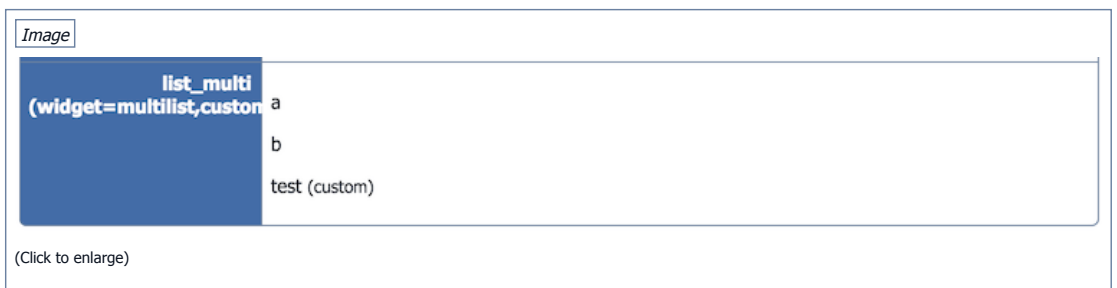 Image
list_multi
(widget=multilist,custom
a
b
test (custom)
(Click to enlarge)